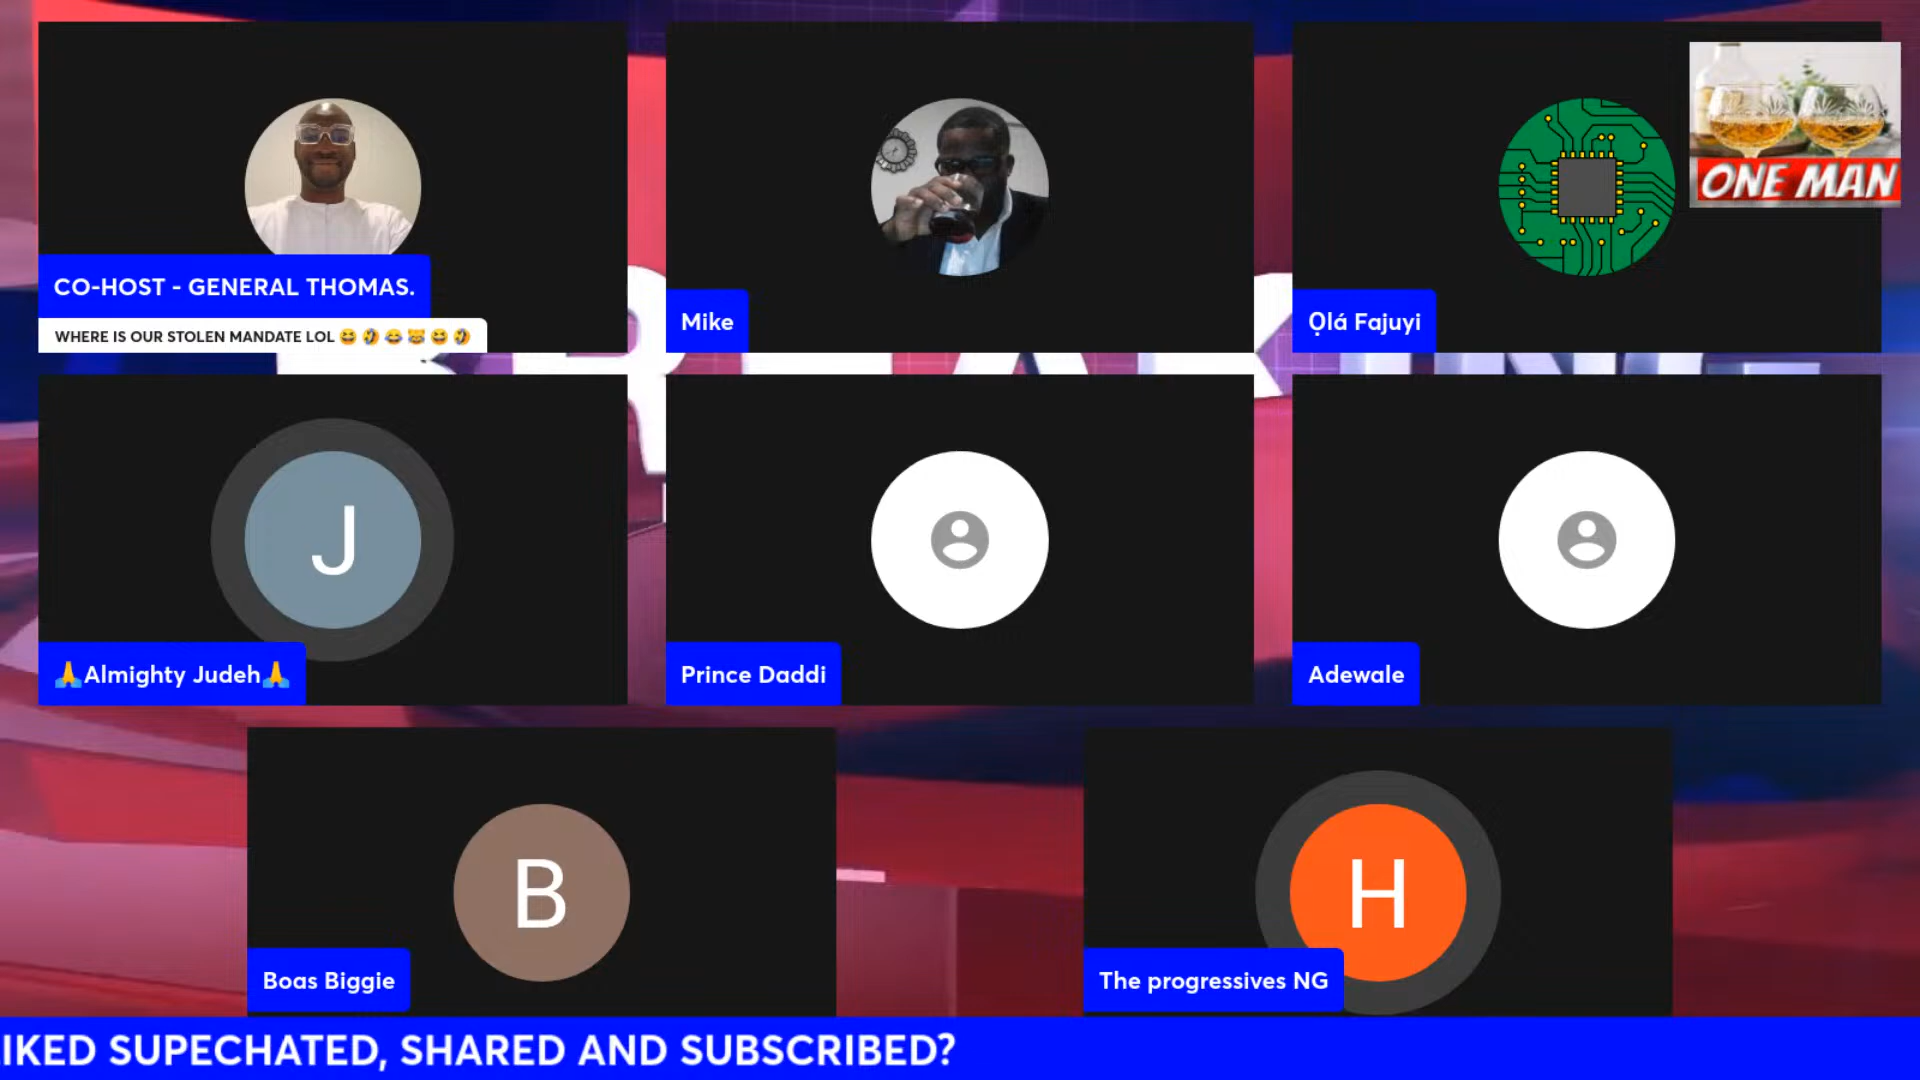 ONE MAN
CO-HOST - GENERAL THOMAS.
WHERE IS OUR STOLEN MANDATE LOL 😆🤣😂😹😆🤣
Mike
Ọlá Fajuyi
J
🙏Almighty Judeh🙏
Prince Daddi
Adewale
B
Boas Biggie
H
The progressives NG
IKED SUPECHATED, SHARED AND SUBSCRIBED?